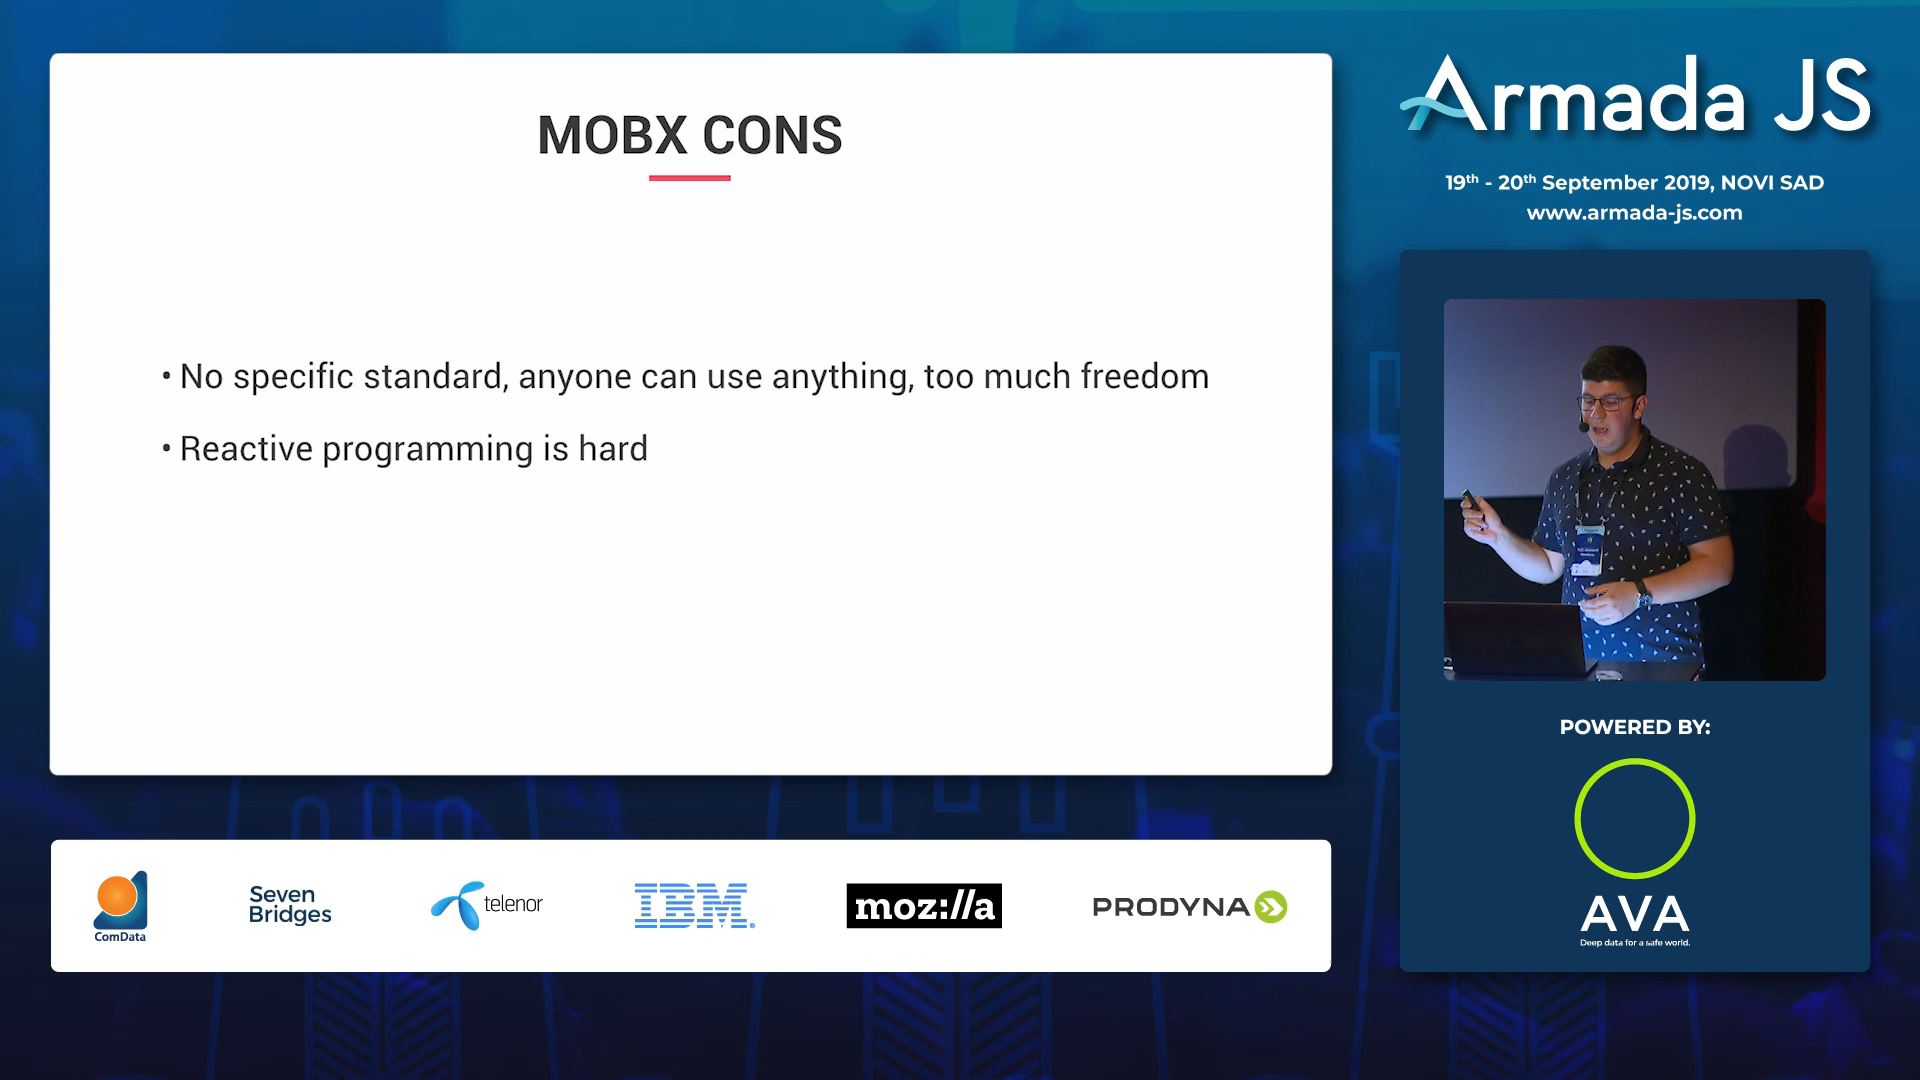 MOBX CONS
• No specific standard, anyone can use anything, too much freedom
• Reactive programming is hard
Armada JS
19th - 20th September 2019, NOVI SAD
www.armada-js.com
POWERED BY:
AVA
Deep data for a safe world.
ComData
Seven
Bridges
telenor
IBM
moz://a
PRODYNA